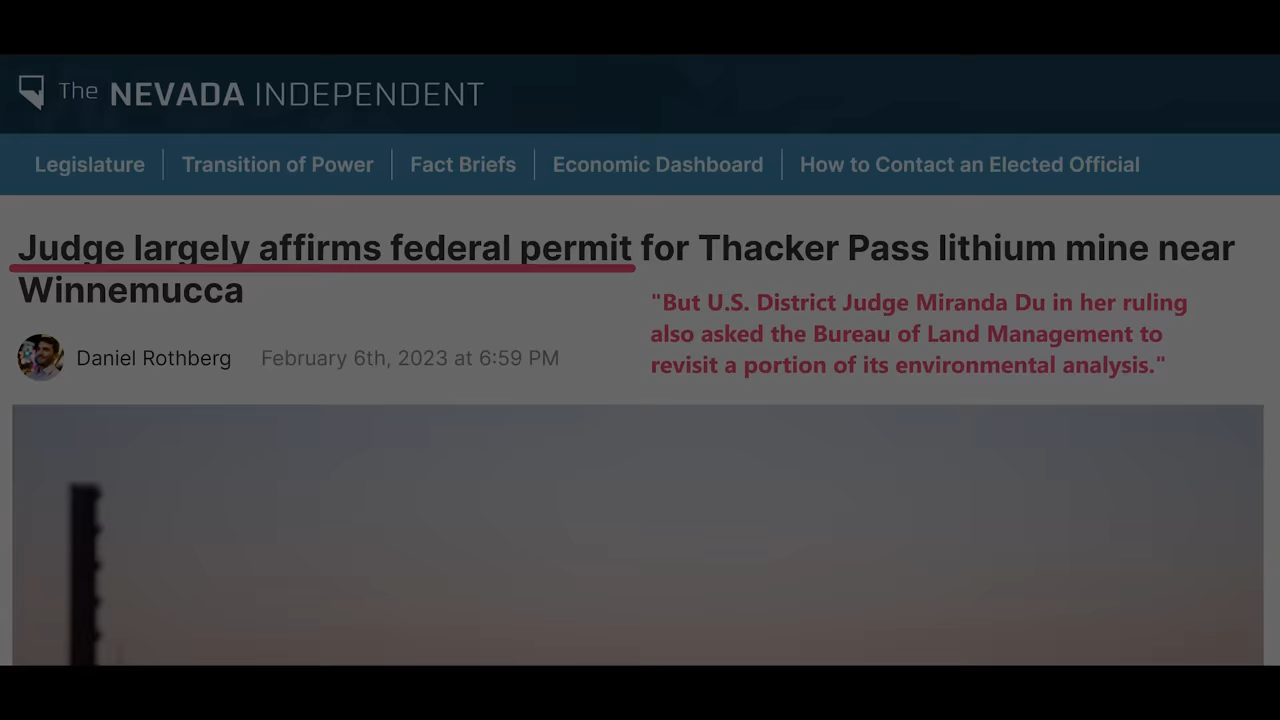 The NEVADA INDEPENDENT
Legislature
Transition of Power
Fact Briefs
Economic Dashboard
How to Contact an Elected Official
Judge largely affirms federal permit for Thacker Pass lithium mine near
Winnemucca
Daniel Rothberg
February 6th, 2023 at 6:59 PM
"But U.S. District Judge Miranda Du in her ruling
also asked the Bureau of Land Management to
revisit a portion of its environmental analysis."